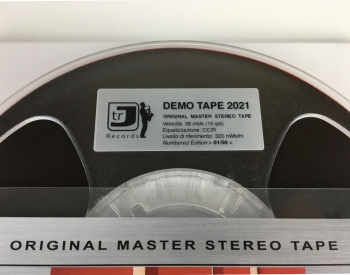 tr
Records
DEMO TAPE 2021
ORIGINAL MASTER STEREO TAPE
Velocità: 38 cm/s (15 ips)
Equalizzazione: CCIR
Livello di riferimento: 320 nWb/m
Numbered Edition > 01/50 <
ORIGINAL MASTER STEREO TAPE